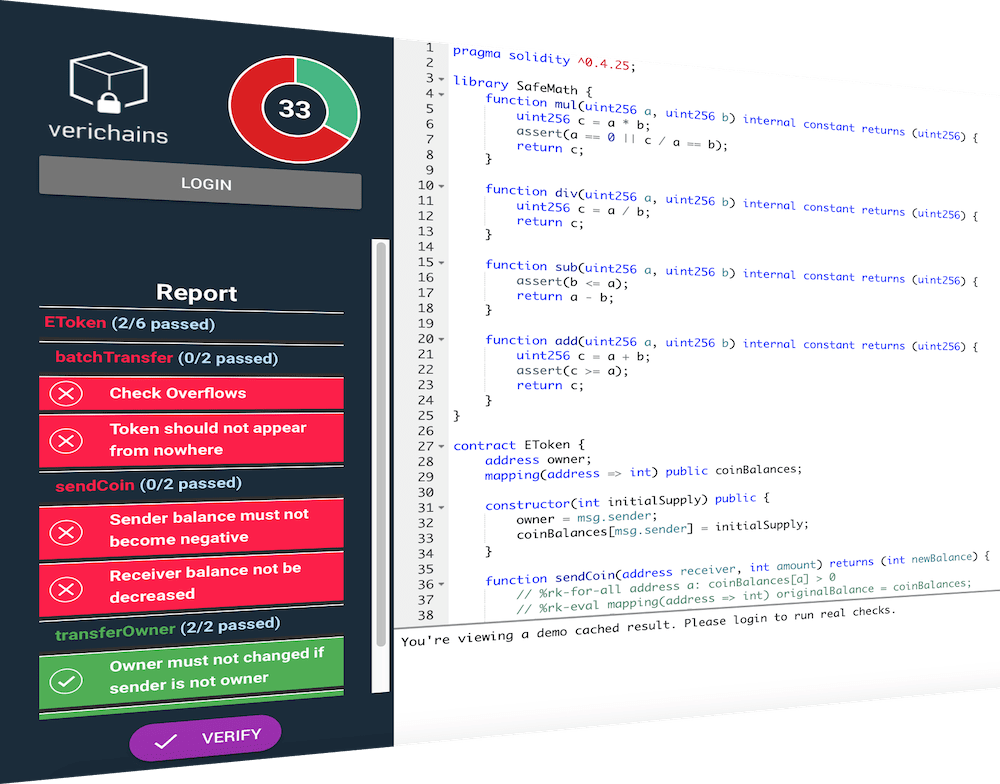 verichains
33
LOGIN
Report
EToken (2/6 passed)
batchTransfer (0/2 passed)
Check Overflows
Token should not appear
from nowhere
sendCoin (0/2 passed)
Sender balance must not
become negative
Receiver balance not be
decreased
transferOwner (2/2 passed)
Owner must not changed if
sender is not owner
VERIFY
1 pragma solidity ^0.4.25;
2
3 library SafeMath {
4 function mul(uint256 a, uint256 b) internal constant returns (uint256) {
5 uint256 c = a * b;
6 assert(a == 0 || c / a == b);
7 return c;
8 }
9
10 function div(uint256 a, uint256 b) internal constant returns (uint256) {
11 uint256 c = a / b;
12 return c;
13 }
14
15 function sub(uint256 a, uint256 b) internal constant returns (uint256) {
16 assert(b <= a);
17 return a - b;
18 }
19
20 function add(uint256 a, uint256 b) internal constant returns (uint256) {
21 uint256 c = a + b;
22 assert(c >= a);
23 return c;
24 }
25 }
26
27 contract EToken {
28 address owner;
29 mapping(address => int) public coinBalances;
30
31 constructor(int initialSupply) public {
32 owner = msg.sender;
33 coinBalances[msg.sender] = initialSupply;
34 }
35
36 function sendCoin(address receiver, int amount) returns (int newBalance) {
37 // %rk-for-all address a: coinBalances[a] > 0
38 // %rk-eval mapping(address => int) originalBalance = coinBalances;
You're viewing a demo cached result. Please login to run real checks.